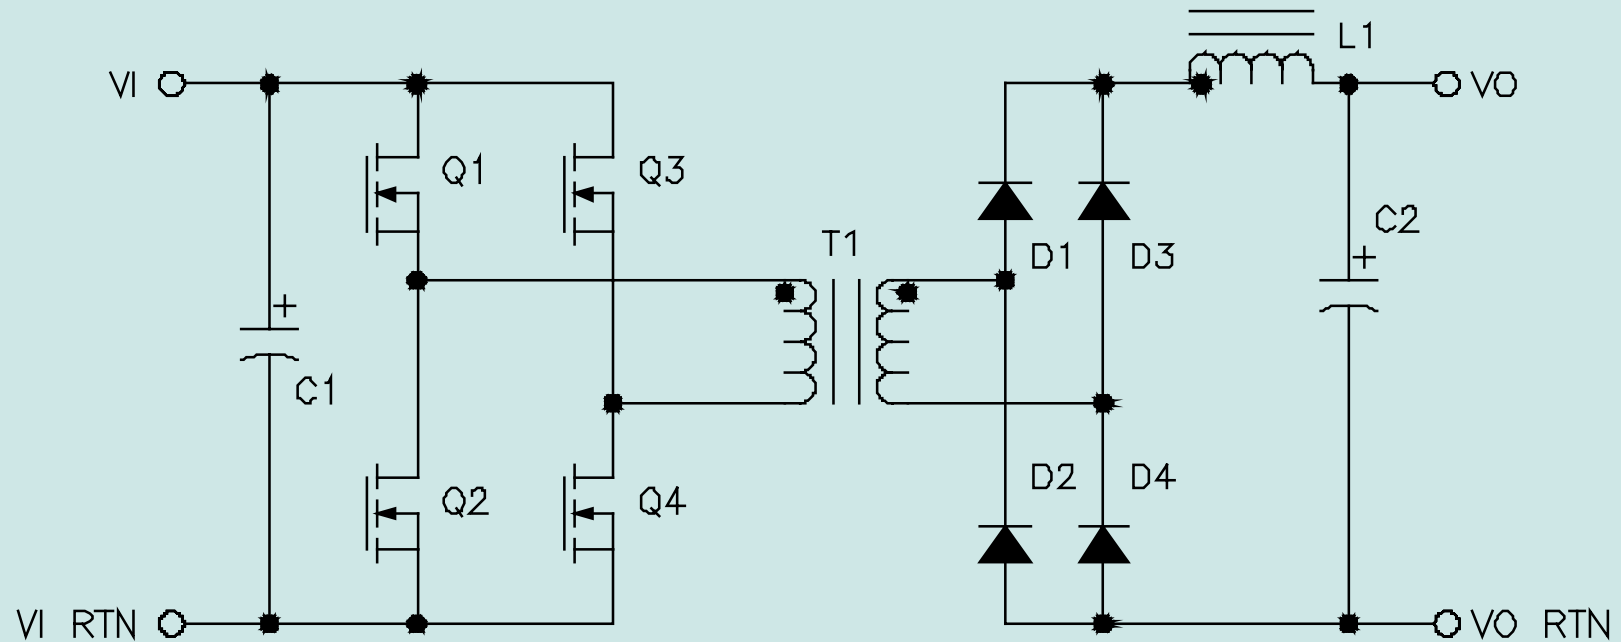 L1
VI
VO
Q1
Q3
C2
+
T1
D1
D3
+
C1
D2
D4
Q2
Q4
VI RTN
VO RTN